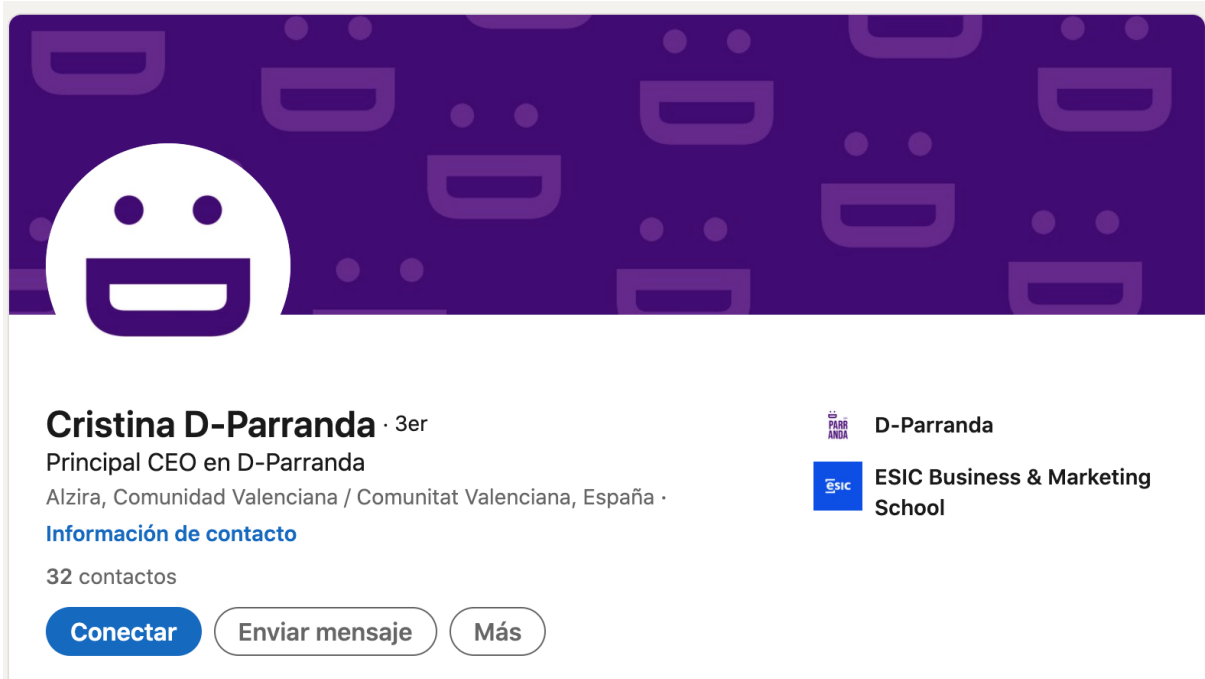 Cristina D-Parranda · 3er
Principal CEO en D-Parranda
Alzira, Comunidad Valenciana / Comunitat Valenciana, España ·
Información de contacto
32 contactos
Conectar
Enviar mensaje
Más
PARR
ANDA
D-Parranda
esic
ESIC Business & Marketing
School